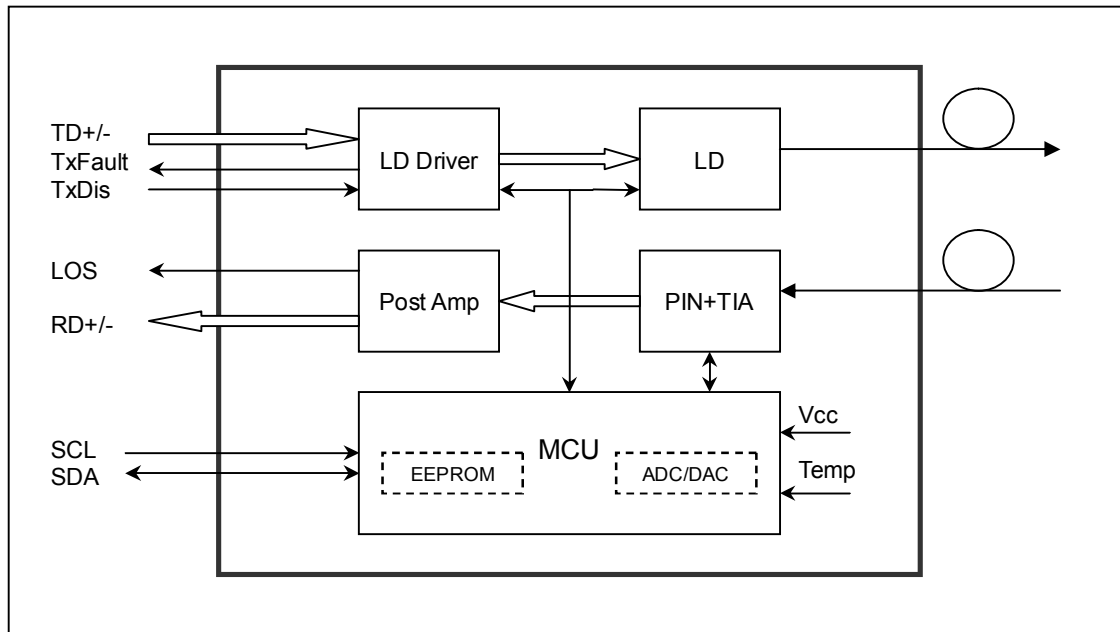 TD+/-
TxFault
TxDis
LD Driver
LD
LOS
RD+/-
Post Amp
PIN+TIA
SCL
SDA
MCU
EEPROM
ADC/DAC
Vcc
Temp